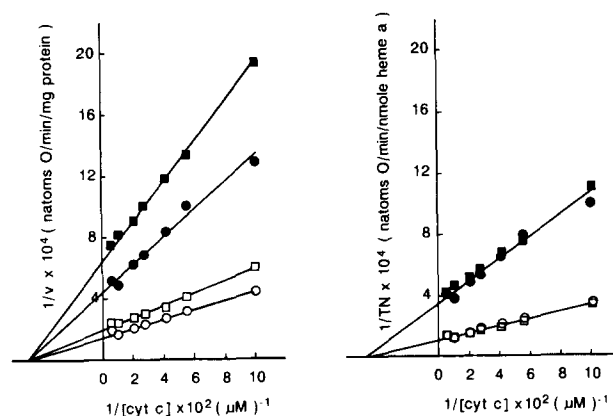 1/v x 10⁴ ( natoms O/min/mg protein )
20
16
12
8
4
0 2 4 6 8 10
1/[cyt c] x10² ( μM )⁻¹
1/TN x 10⁴ ( natoms O/min/nmole heme a )
20
16
12
8
4
0 2 4 6 8 10
1/[cyt c] x10² ( μM )⁻¹